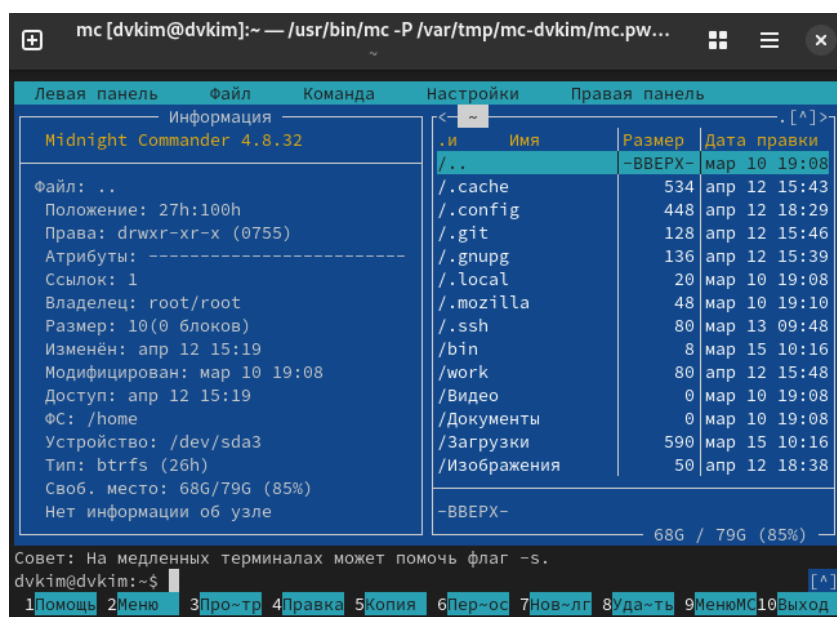 mc [dvkim@dvkim]:~ — /usr/bin/mc -P /var/tmp/mc-dvkim/mc.pw…
~
Левая панель Файл Команда Настройки Правая панель
Информация
Midnight Commander 4.8.32
Файл: ..
Положение: 27h:100h
Права: drwxr-xr-x (0755)
Атрибуты: -------------------------
Ссылок: 1
Владелец: root/root
Размер: 10(0 блоков)
Изменён: апр 12 15:19
Модифицирован: мар 10 19:08
Доступ: апр 12 15:19
ФС: /home
Устройство: /dev/sda3
Тип: btrfs (26h)
Своб. место: 68G/79G (85%)
Нет информации об узле
<- ~ .[^]>
.и Имя Размер Дата правки
/.. -ВВЕРХ- мар 10 19:08
/.cache 534 апр 12 15:43
/.config 448 апр 12 18:29
/.git 128 апр 12 15:46
/.gnupg 136 апр 12 15:39
/.local 20 мар 10 19:08
/.mozilla 48 мар 10 19:10
/.ssh 80 мар 13 09:48
/bin 8 мар 15 10:16
/work 80 апр 12 15:48
/Видео 0 мар 10 19:08
/Документы 0 мар 10 19:08
/Загрузки 590 мар 15 10:16
/Изображения 50 апр 12 18:38
-ВВЕРХ-
68G / 79G (85%)
Совет: На медленных терминалах может помочь флаг -s.
dvkim@dvkim:~$ [^]
1Помощь 2Меню 3Про~тр 4Правка 5Копия 6Пер~ос 7Нов~лг 8Уда~ть 9МенюMC 10Выход